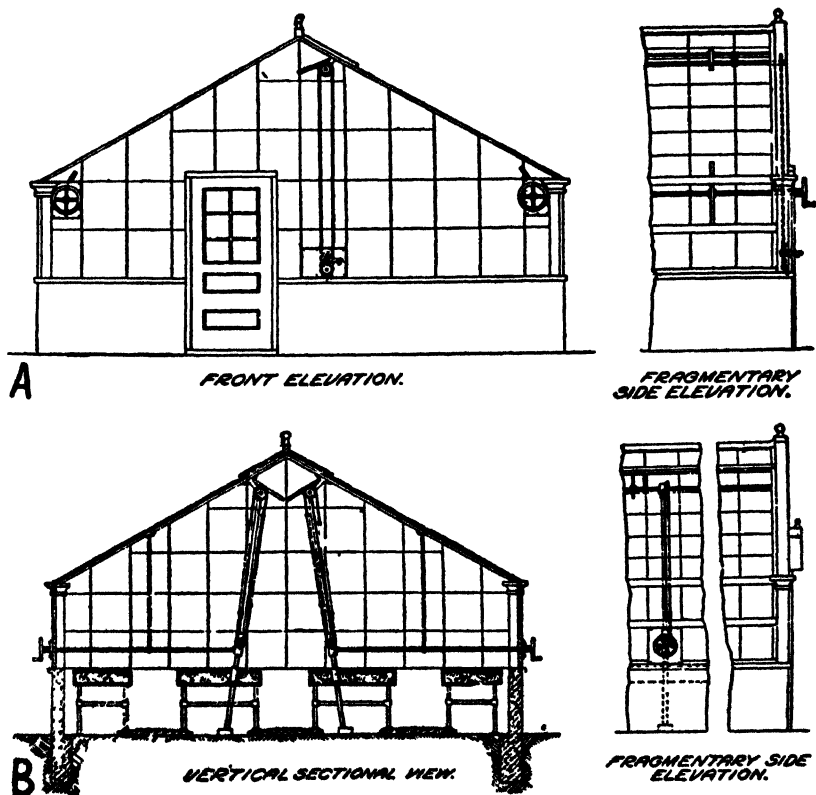 A
FRONT ELEVATION.
FRAGMENTARY
SIDE ELEVATION.
B
VERTICAL SECTIONAL VIEW.
FRAGMENTARY SIDE
ELEVATION.